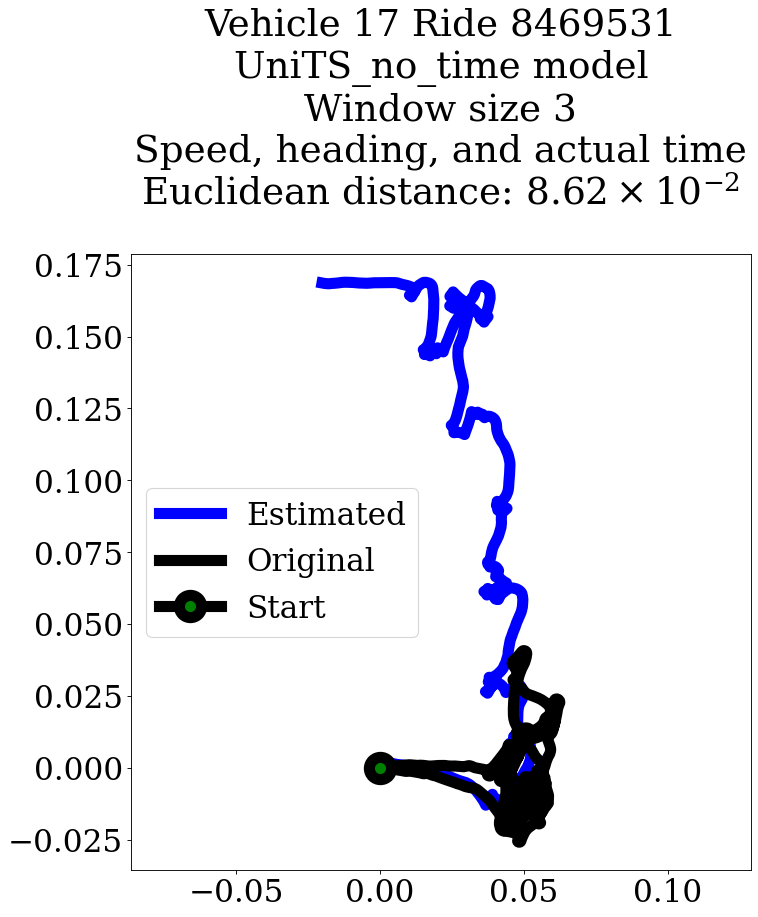 Vehicle 17 Ride 8469531
UniTS_no_time model
Window size 3
Speed, heading, and actual time
Euclidean distance: 8.62 × 10⁻²
0.175
0.150
0.125
0.100
0.075
0.050
0.025
0.000
−0.025
Estimated
Original
Start
−0.05 0.00 0.05 0.10